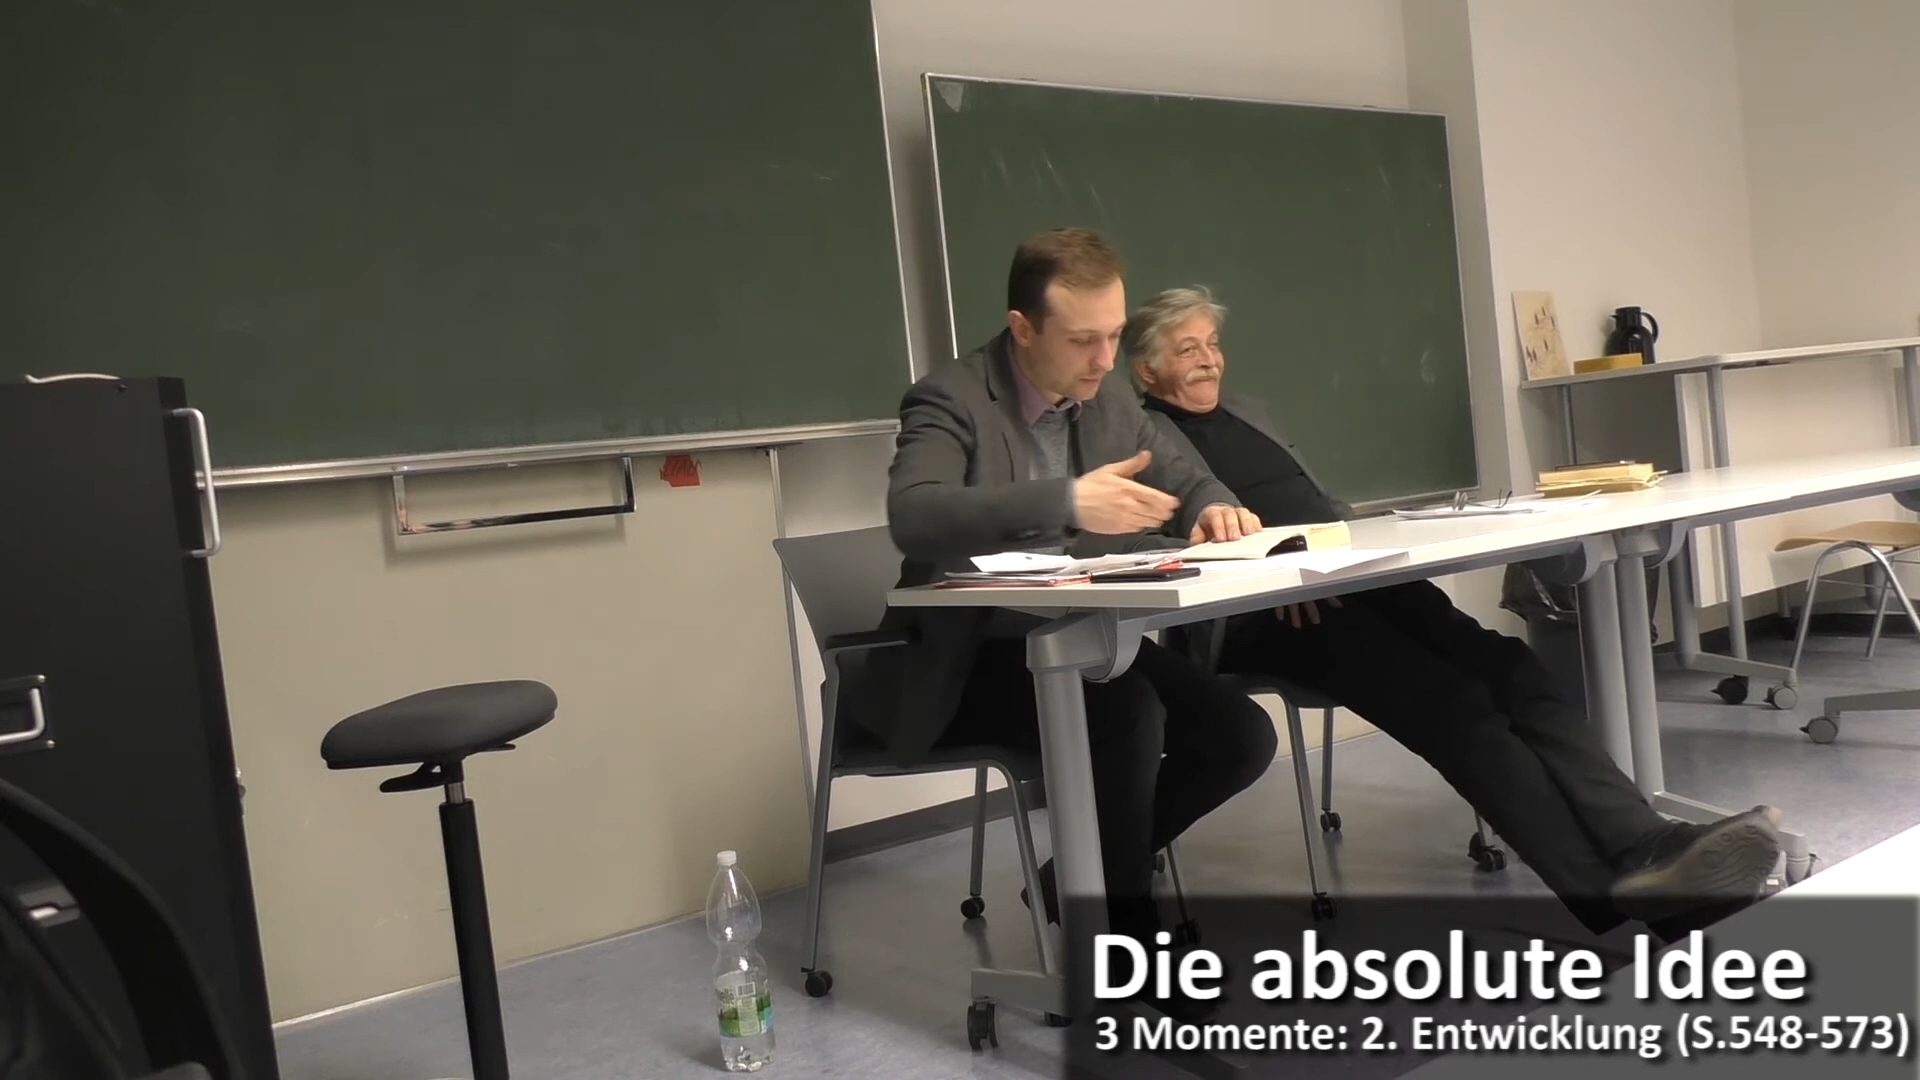 Die absolute Idee
3 Momente: 2. Entwicklung (S.548-573)